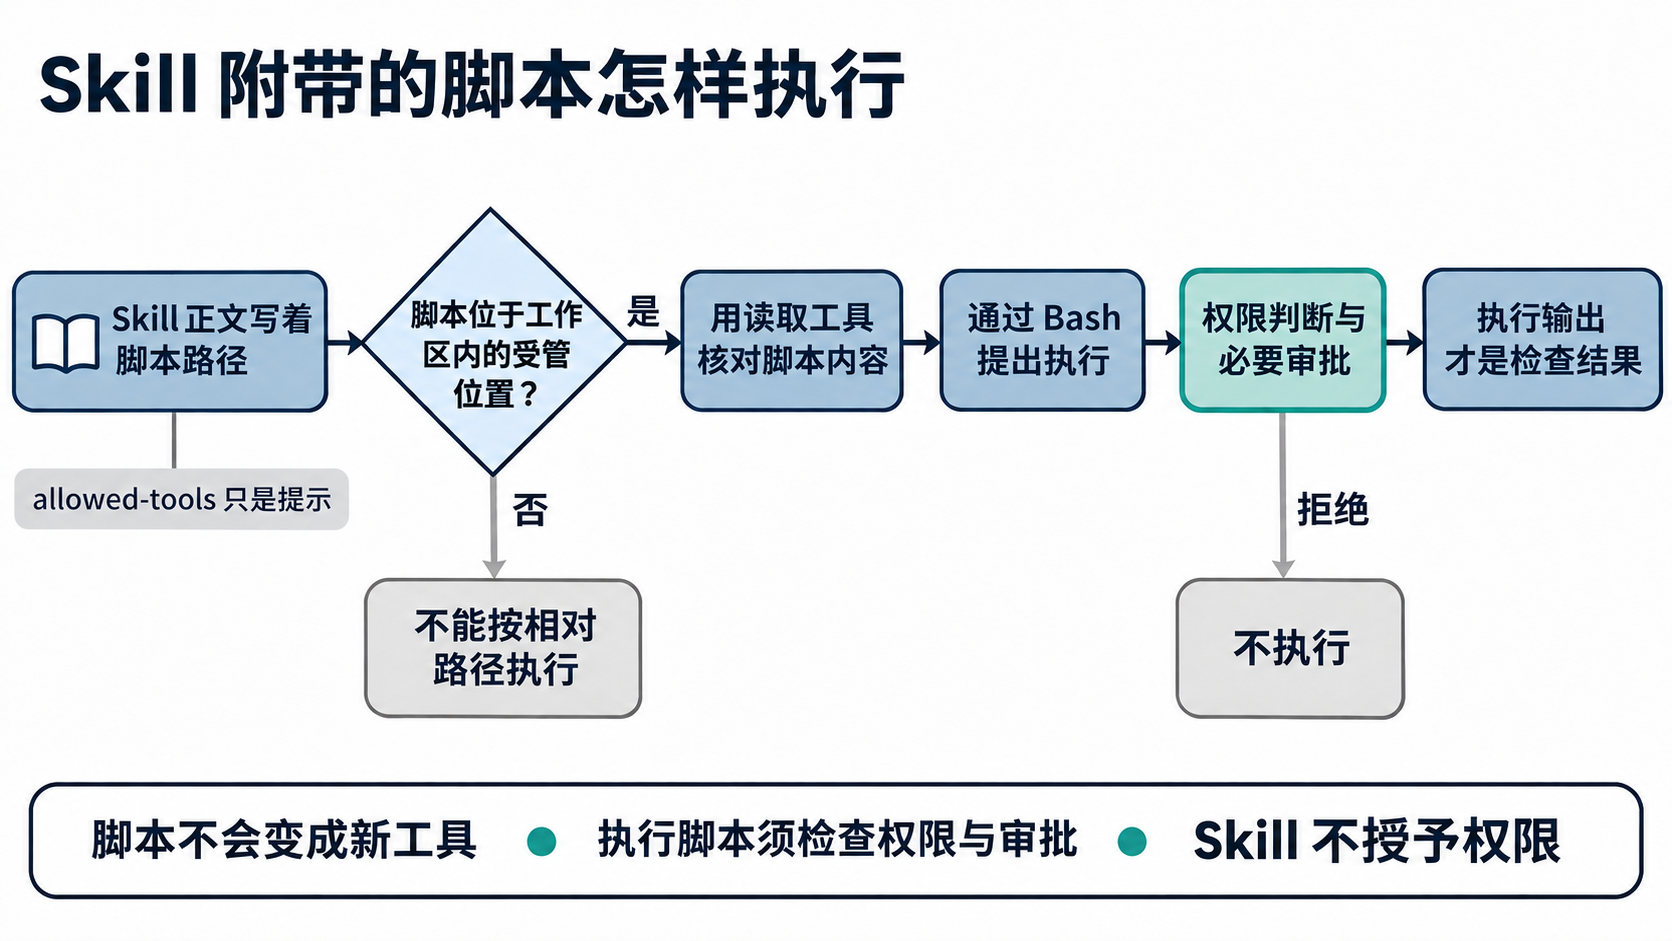 Skill 附带的脚本怎样执行
Skill 正文写着
脚本路径
allowed-tools 只是提示
脚本位于工作
区内的受管
位置？
是
否
不能按相对
路径执行
用读取工具
核对脚本内容
通过 Bash
提出执行
权限判断与
必要审批
拒绝
不执行
执行输出
才是检查结果
脚本不会变成新工具 ● 执行脚本须检查权限与审批 ● Skill 不授予权限